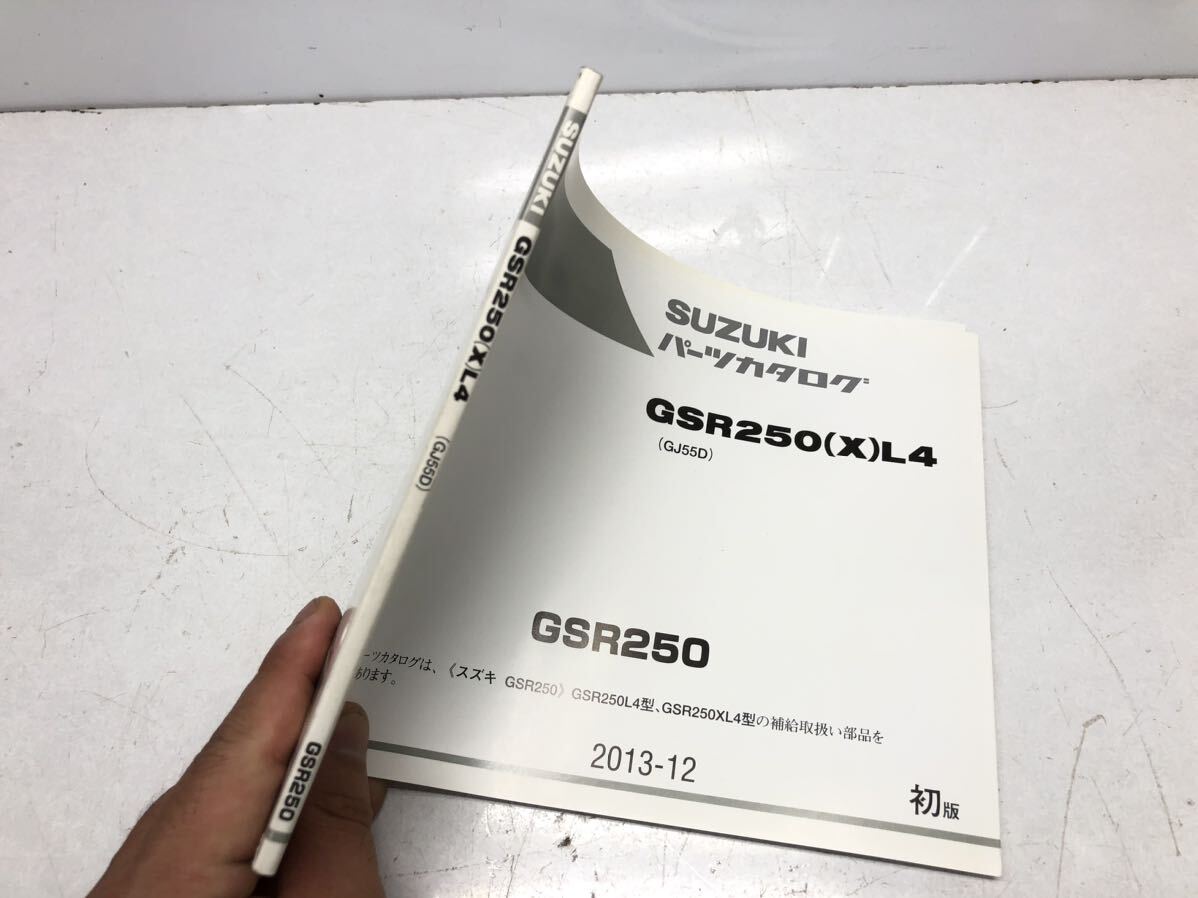 SUZUKI GSR250(X)L4 (GJ55D) GSR250
SUZUKI
パーツカタログ
GSR250(X)L4
(GJ55D)
GSR250
ーツカタログは、《スズキ GSR250》GSR250L4型、GSR250XL4型の補給取扱い部品を
あります。
2013-12
初版